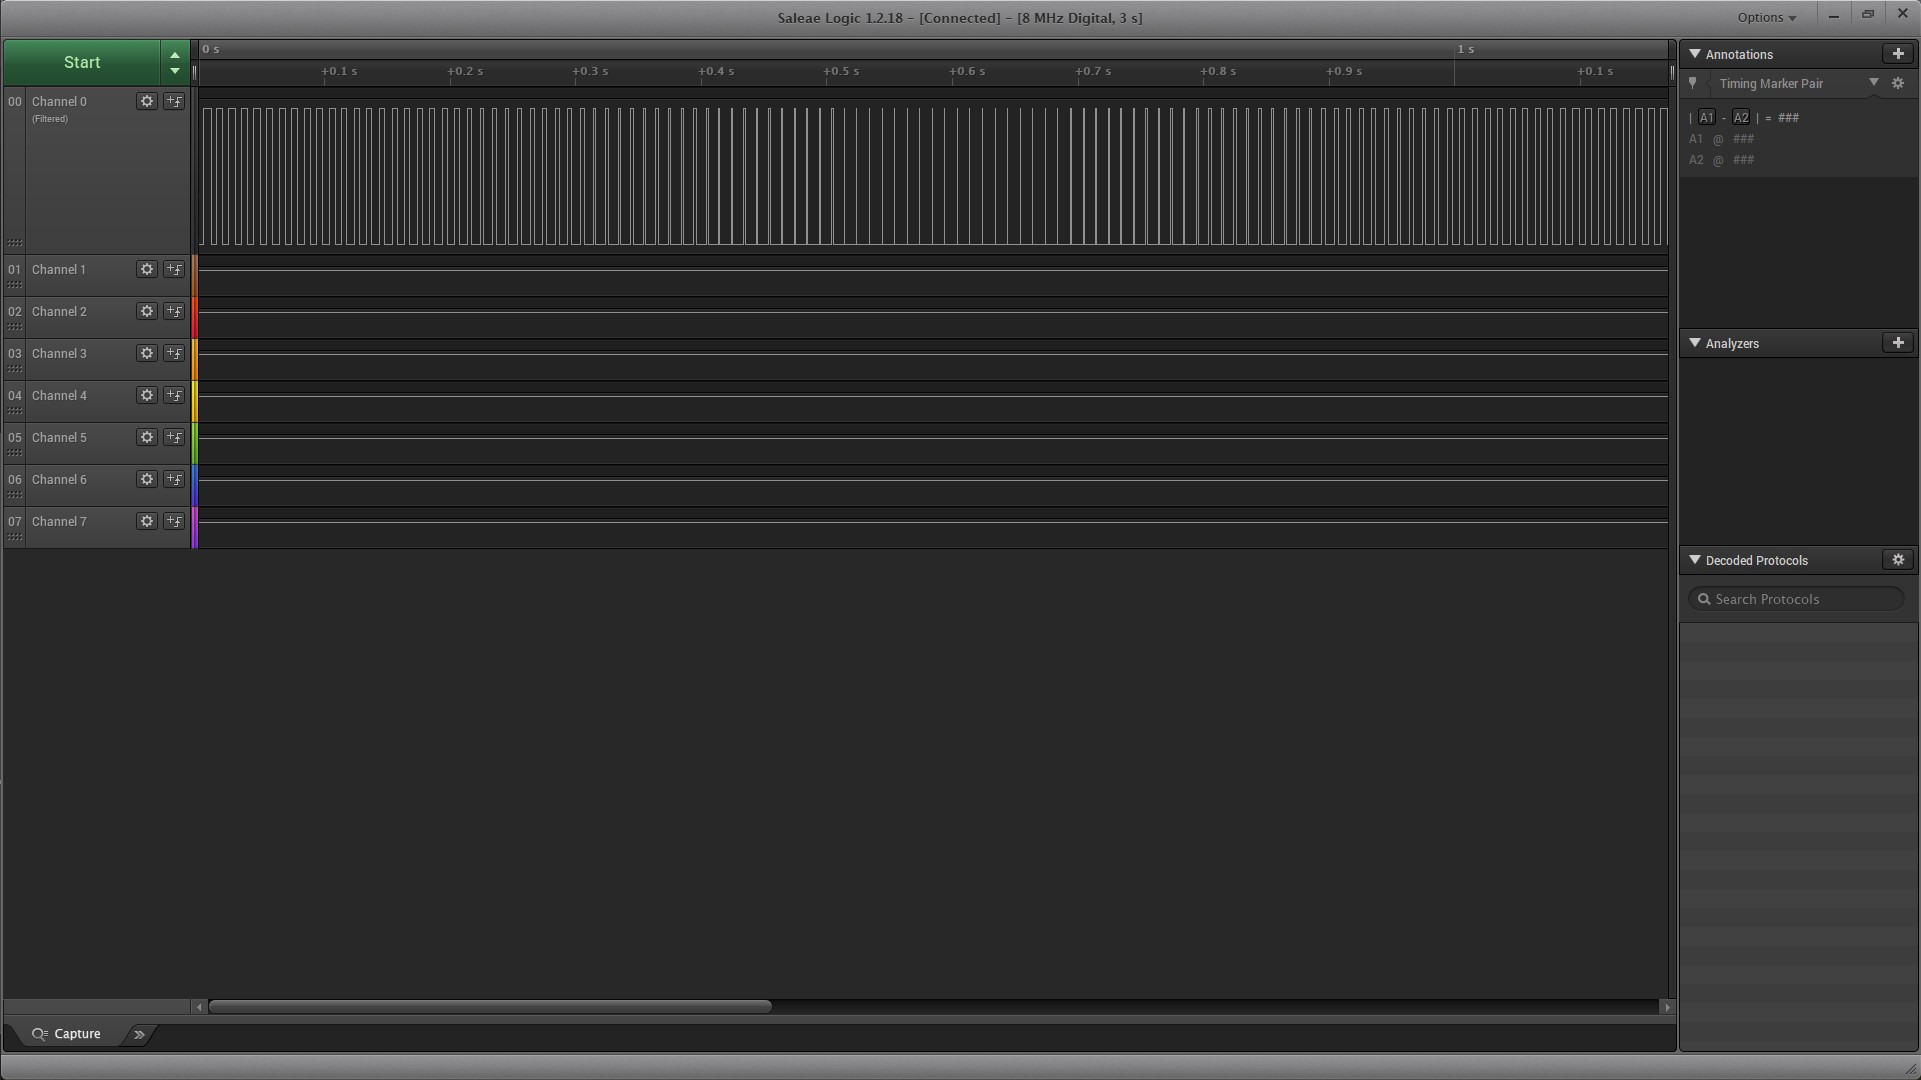 Saleae Logic 1.2.18 - [Connected] - [8 MHz Digital, 3 s]
Options
Start
0 s
1 s
+0.1 s
+0.2 s
+0.3 s
+0.4 s
+0.5 s
+0.6 s
+0.7 s
+0.8 s
+0.9 s
+0.1 s
00 Channel 0
(Filtered)
01 Channel 1
02 Channel 2
03 Channel 3
04 Channel 4
05 Channel 5
06 Channel 6
07 Channel 7
Annotations
Timing Marker Pair
| A1 - A2 | = ###
A1 @ ###
A2 @ ###
Analyzers
Decoded Protocols
Search Protocols
Capture